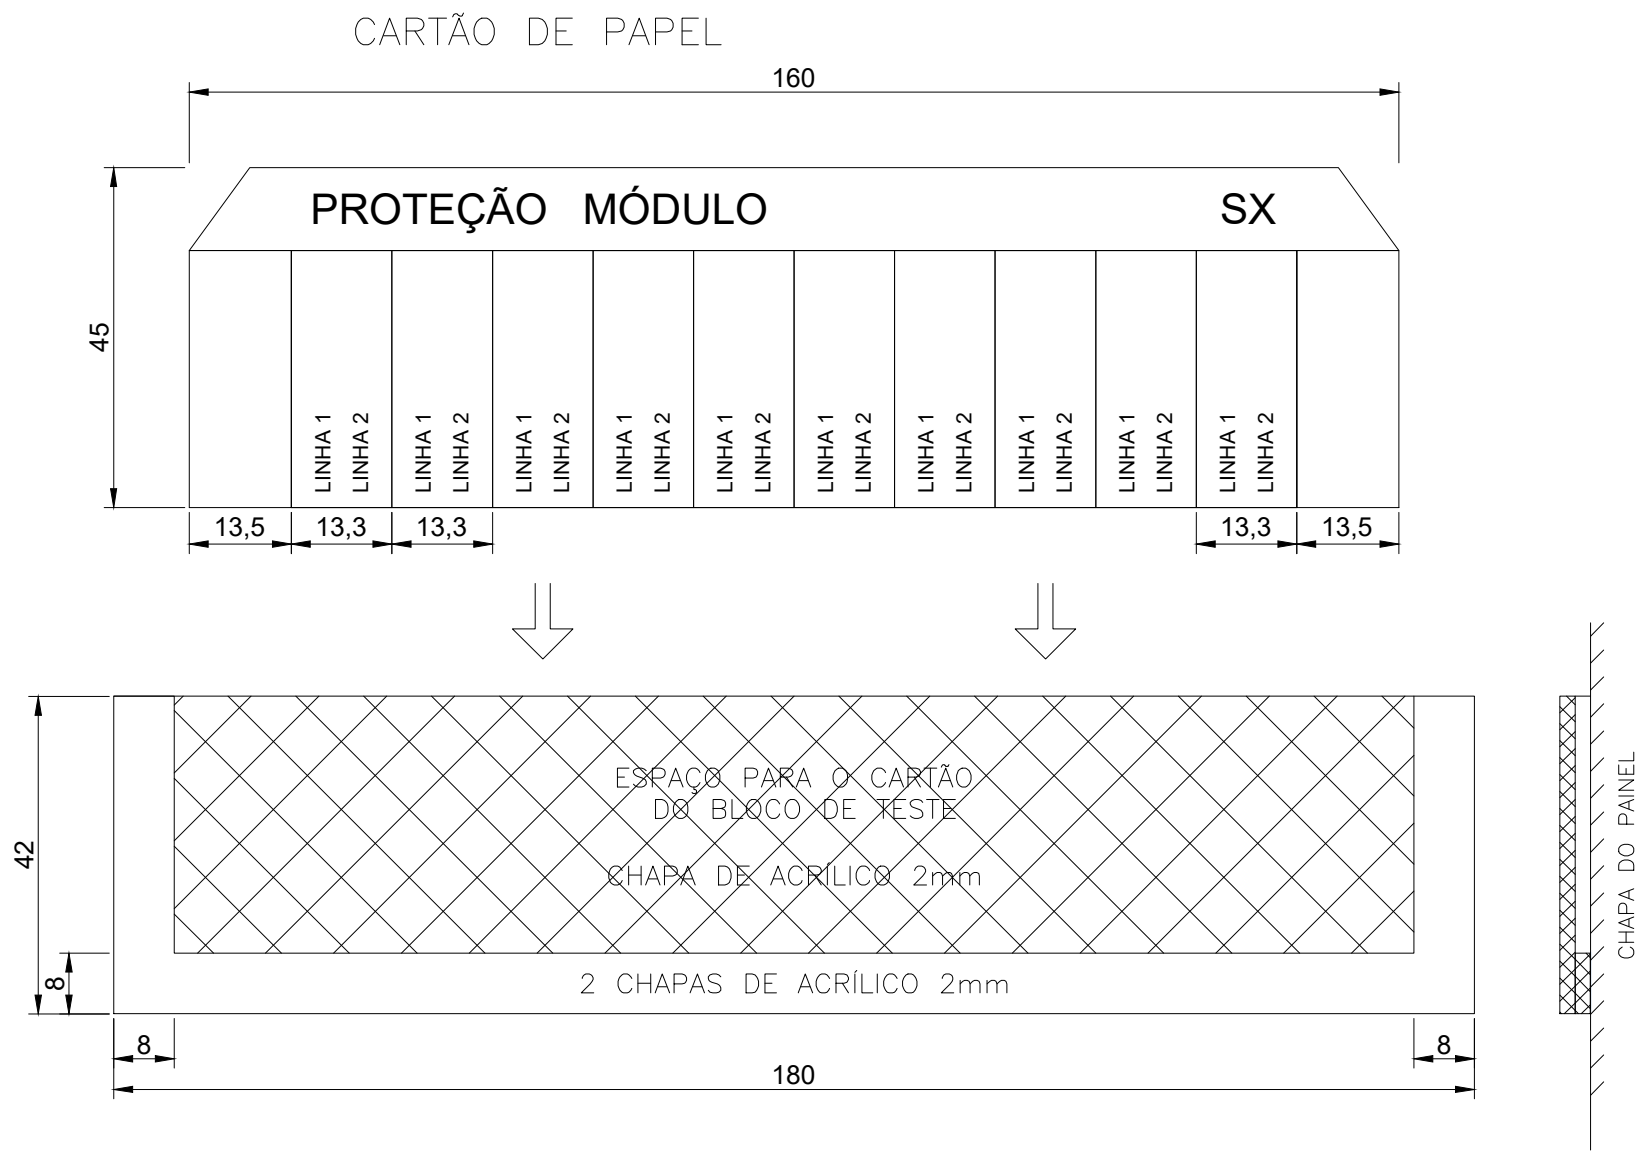 CARTÃO DE PAPEL
160
PROTEÇÃO MÓDULO SX
45
LINHA 1
LINHA 2
LINHA 1
LINHA 2
LINHA 1
LINHA 2
LINHA 1
LINHA 2
LINHA 1
LINHA 2
LINHA 1
LINHA 2
LINHA 1
LINHA 2
LINHA 1
LINHA 2
LINHA 1
LINHA 2
LINHA 1
LINHA 2
13,5 13,3 13,3 13,3 13,5
ESPAÇO PARA O CARTÃO
DO BLOCO DE TESTE
CHAPA DE ACRÍLICO 2mm
42
8
2 CHAPAS DE ACRÍLICO 2mm
8 8
180
CHAPA DO PAINEL